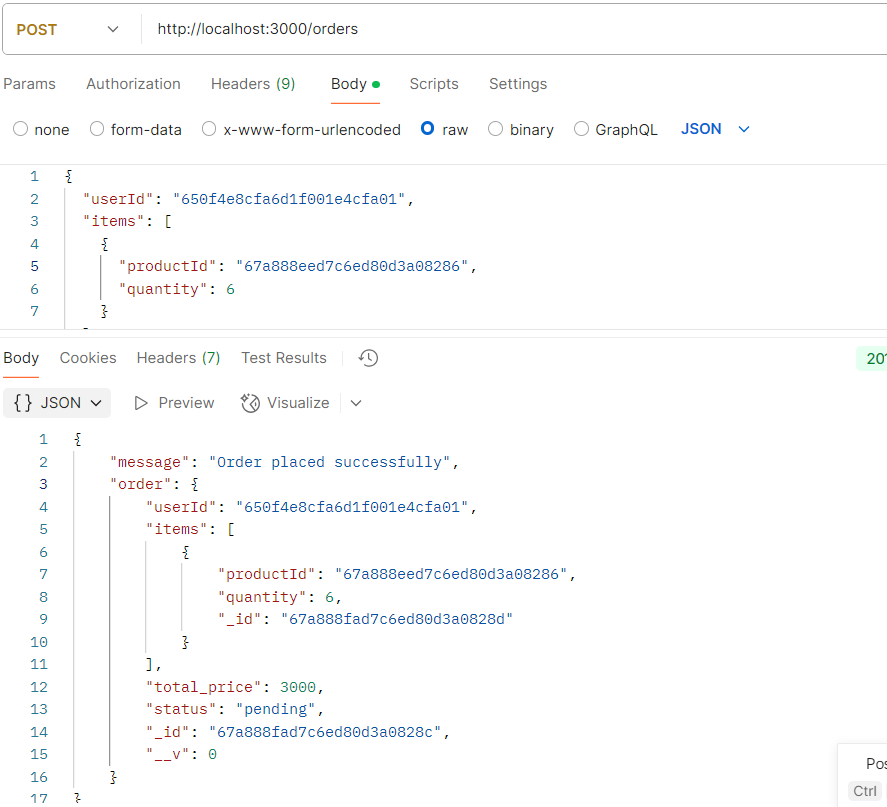 POST http://localhost:3000/orders
Params Authorization Headers (9) Body Scripts Settings
none form-data x-www-form-urlencoded raw binary GraphQL JSON
1 {
2 "userId": "650f4e8cfa6d1f001e4cfa01",
3 "items": [
4 {
5 "productId": "67a888eed7c6ed80d3a08286",
6 "quantity": 6
7 }
Body Cookies Headers (7) Test Results
{ } JSON Preview Visualize
1 {
2 "message": "Order placed successfully",
3 "order": {
4 "userId": "650f4e8cfa6d1f001e4cfa01",
5 "items": [
6 {
7 "productId": "67a888eed7c6ed80d3a08286",
8 "quantity": 6,
9 "_id": "67a888fad7c6ed80d3a0828d"
10 }
11 ],
12 "total_price": 3000,
13 "status": "pending",
14 "_id": "67a888fad7c6ed80d3a0828c",
15 "__v": 0
16 }
17 }
Ctrl